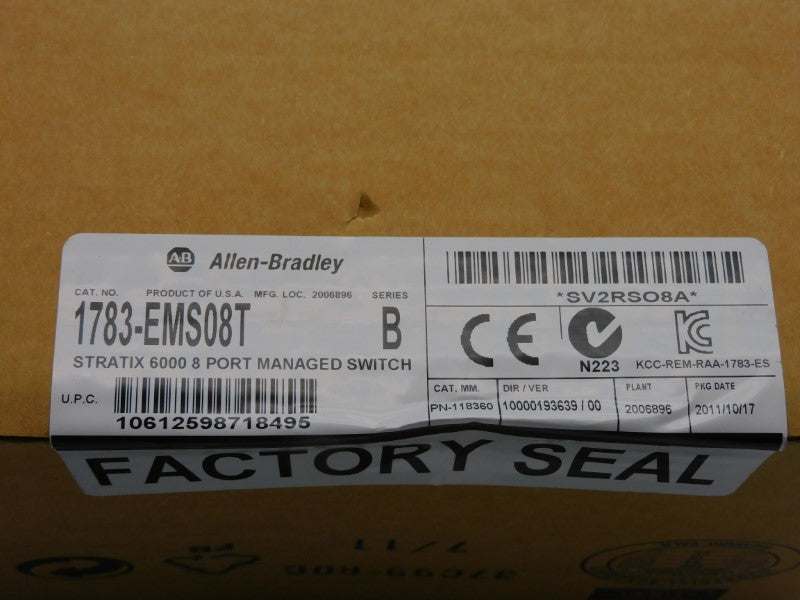 AB Allen-Bradley
CAT. NO. PRODUCT OF U.S.A. MFG. LOC. 2006896 SERIES
1783-EMS08T B
STRATIX 6000 8 PORT MANAGED SWITCH
U.P.C.
10612598718495
*SV2RSO8A*
CE N223 KCC-REM-RAA-1783-ES
CAT. MM. DIR / VER PLANT PKG DATE
PN-118360 10000193639 / 00 2006896 2011/10/17
FACTORY SEAL
7/11